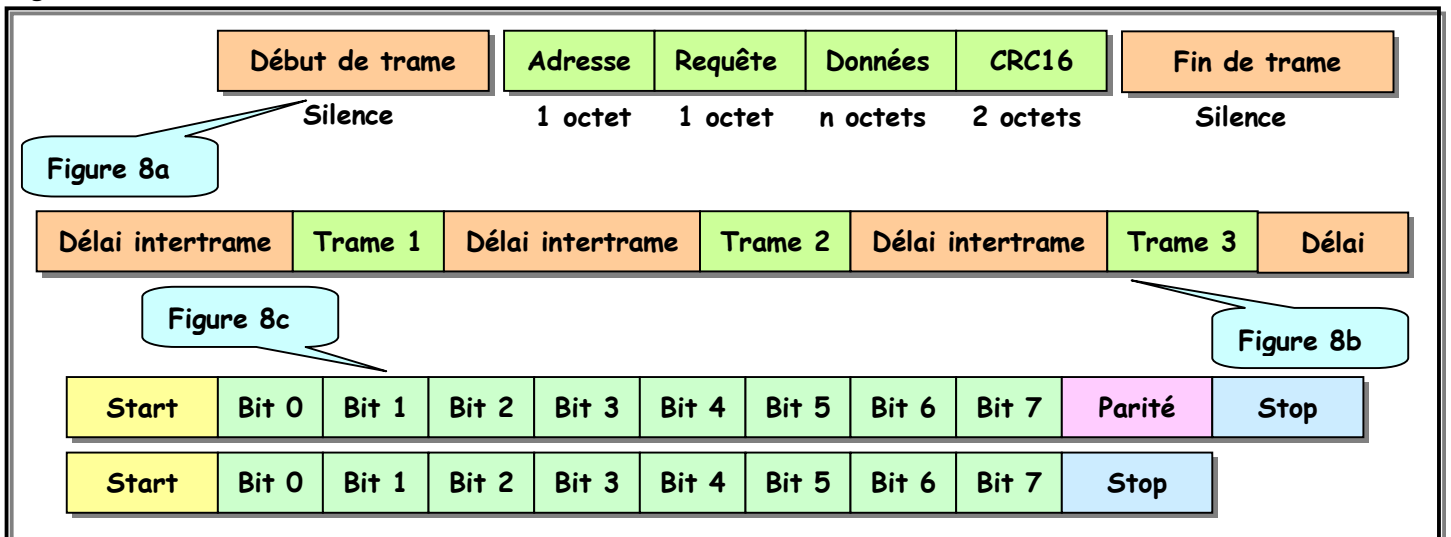 Début de trame Adresse Requête Données CRC16 Fin de trame
Silence 1 octet 1 octet n octets 2 octets Silence
Figure 8a
Délai intertrame Trame 1 Délai intertrame Trame 2 Délai intertrame Trame 3 Délai
Figure 8c
Figure 8b
Start Bit 0 Bit 1 Bit 2 Bit 3 Bit 4 Bit 5 Bit 6 Bit 7 Parité Stop
Start Bit 0 Bit 1 Bit 2 Bit 3 Bit 4 Bit 5 Bit 6 Bit 7 Stop